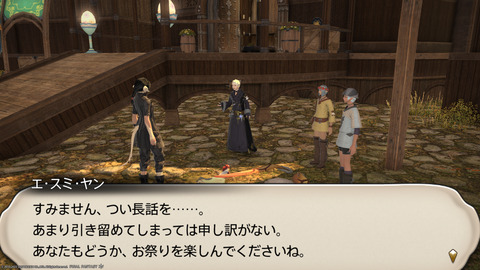 エ・スミ・ヤン
すみません、つい長話を……。
あまり引き留めてしまっては申し訳がない。
あなたもどうか、お祭りを楽しんでくださいね。